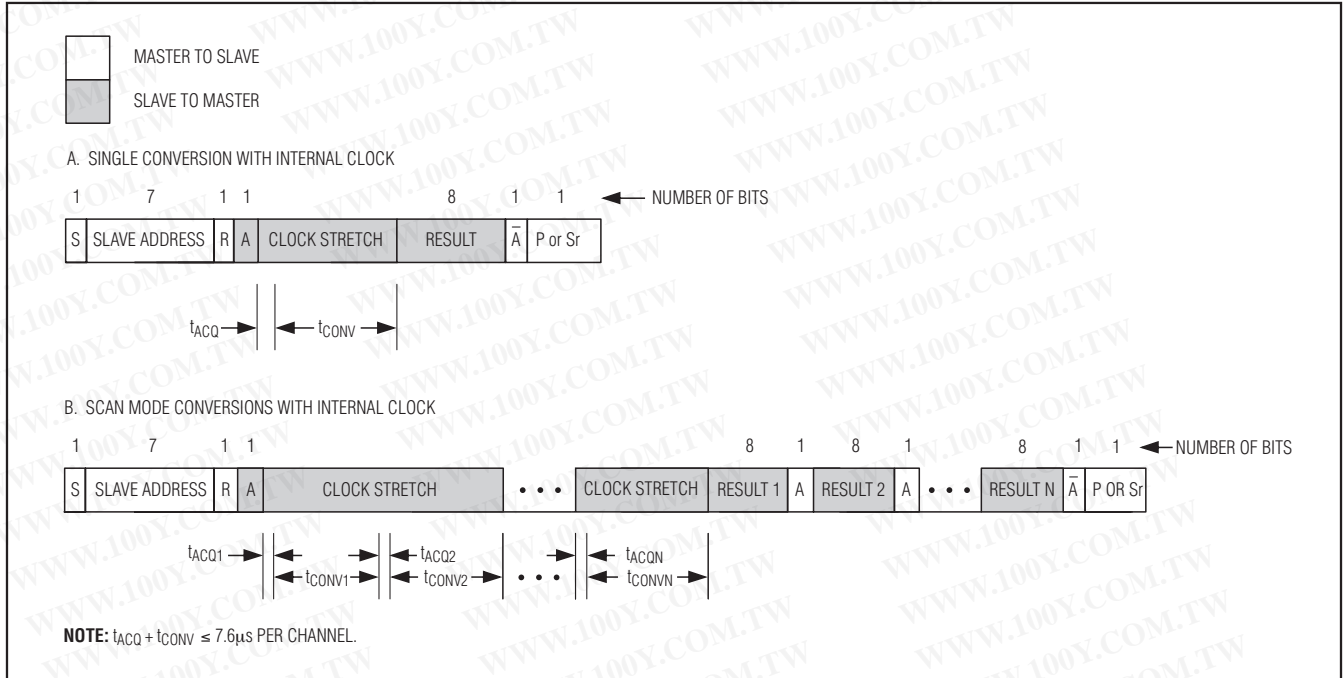 MASTER TO SLAVE
SLAVE TO MASTER
A. SINGLE CONVERSION WITH INTERNAL CLOCK
1 7 1 1 8 1 1 NUMBER OF BITS
S SLAVE ADDRESS R A CLOCK STRETCH RESULT A̅ P or Sr
tACQ tCONV
B. SCAN MODE CONVERSIONS WITH INTERNAL CLOCK
1 7 1 1 8 1 8 1 8 1 1 NUMBER OF BITS
S SLAVE ADDRESS R A CLOCK STRETCH • • • CLOCK STRETCH RESULT 1 A RESULT 2 A • • • RESULT N A̅ P OR Sr
tACQ1 tACQ2 tACQN
tCONV1 tCONV2 • • • tCONVN
NOTE: tACQ + tCONV ≤ 7.6μs PER CHANNEL.
WWW.100Y.COM.TW